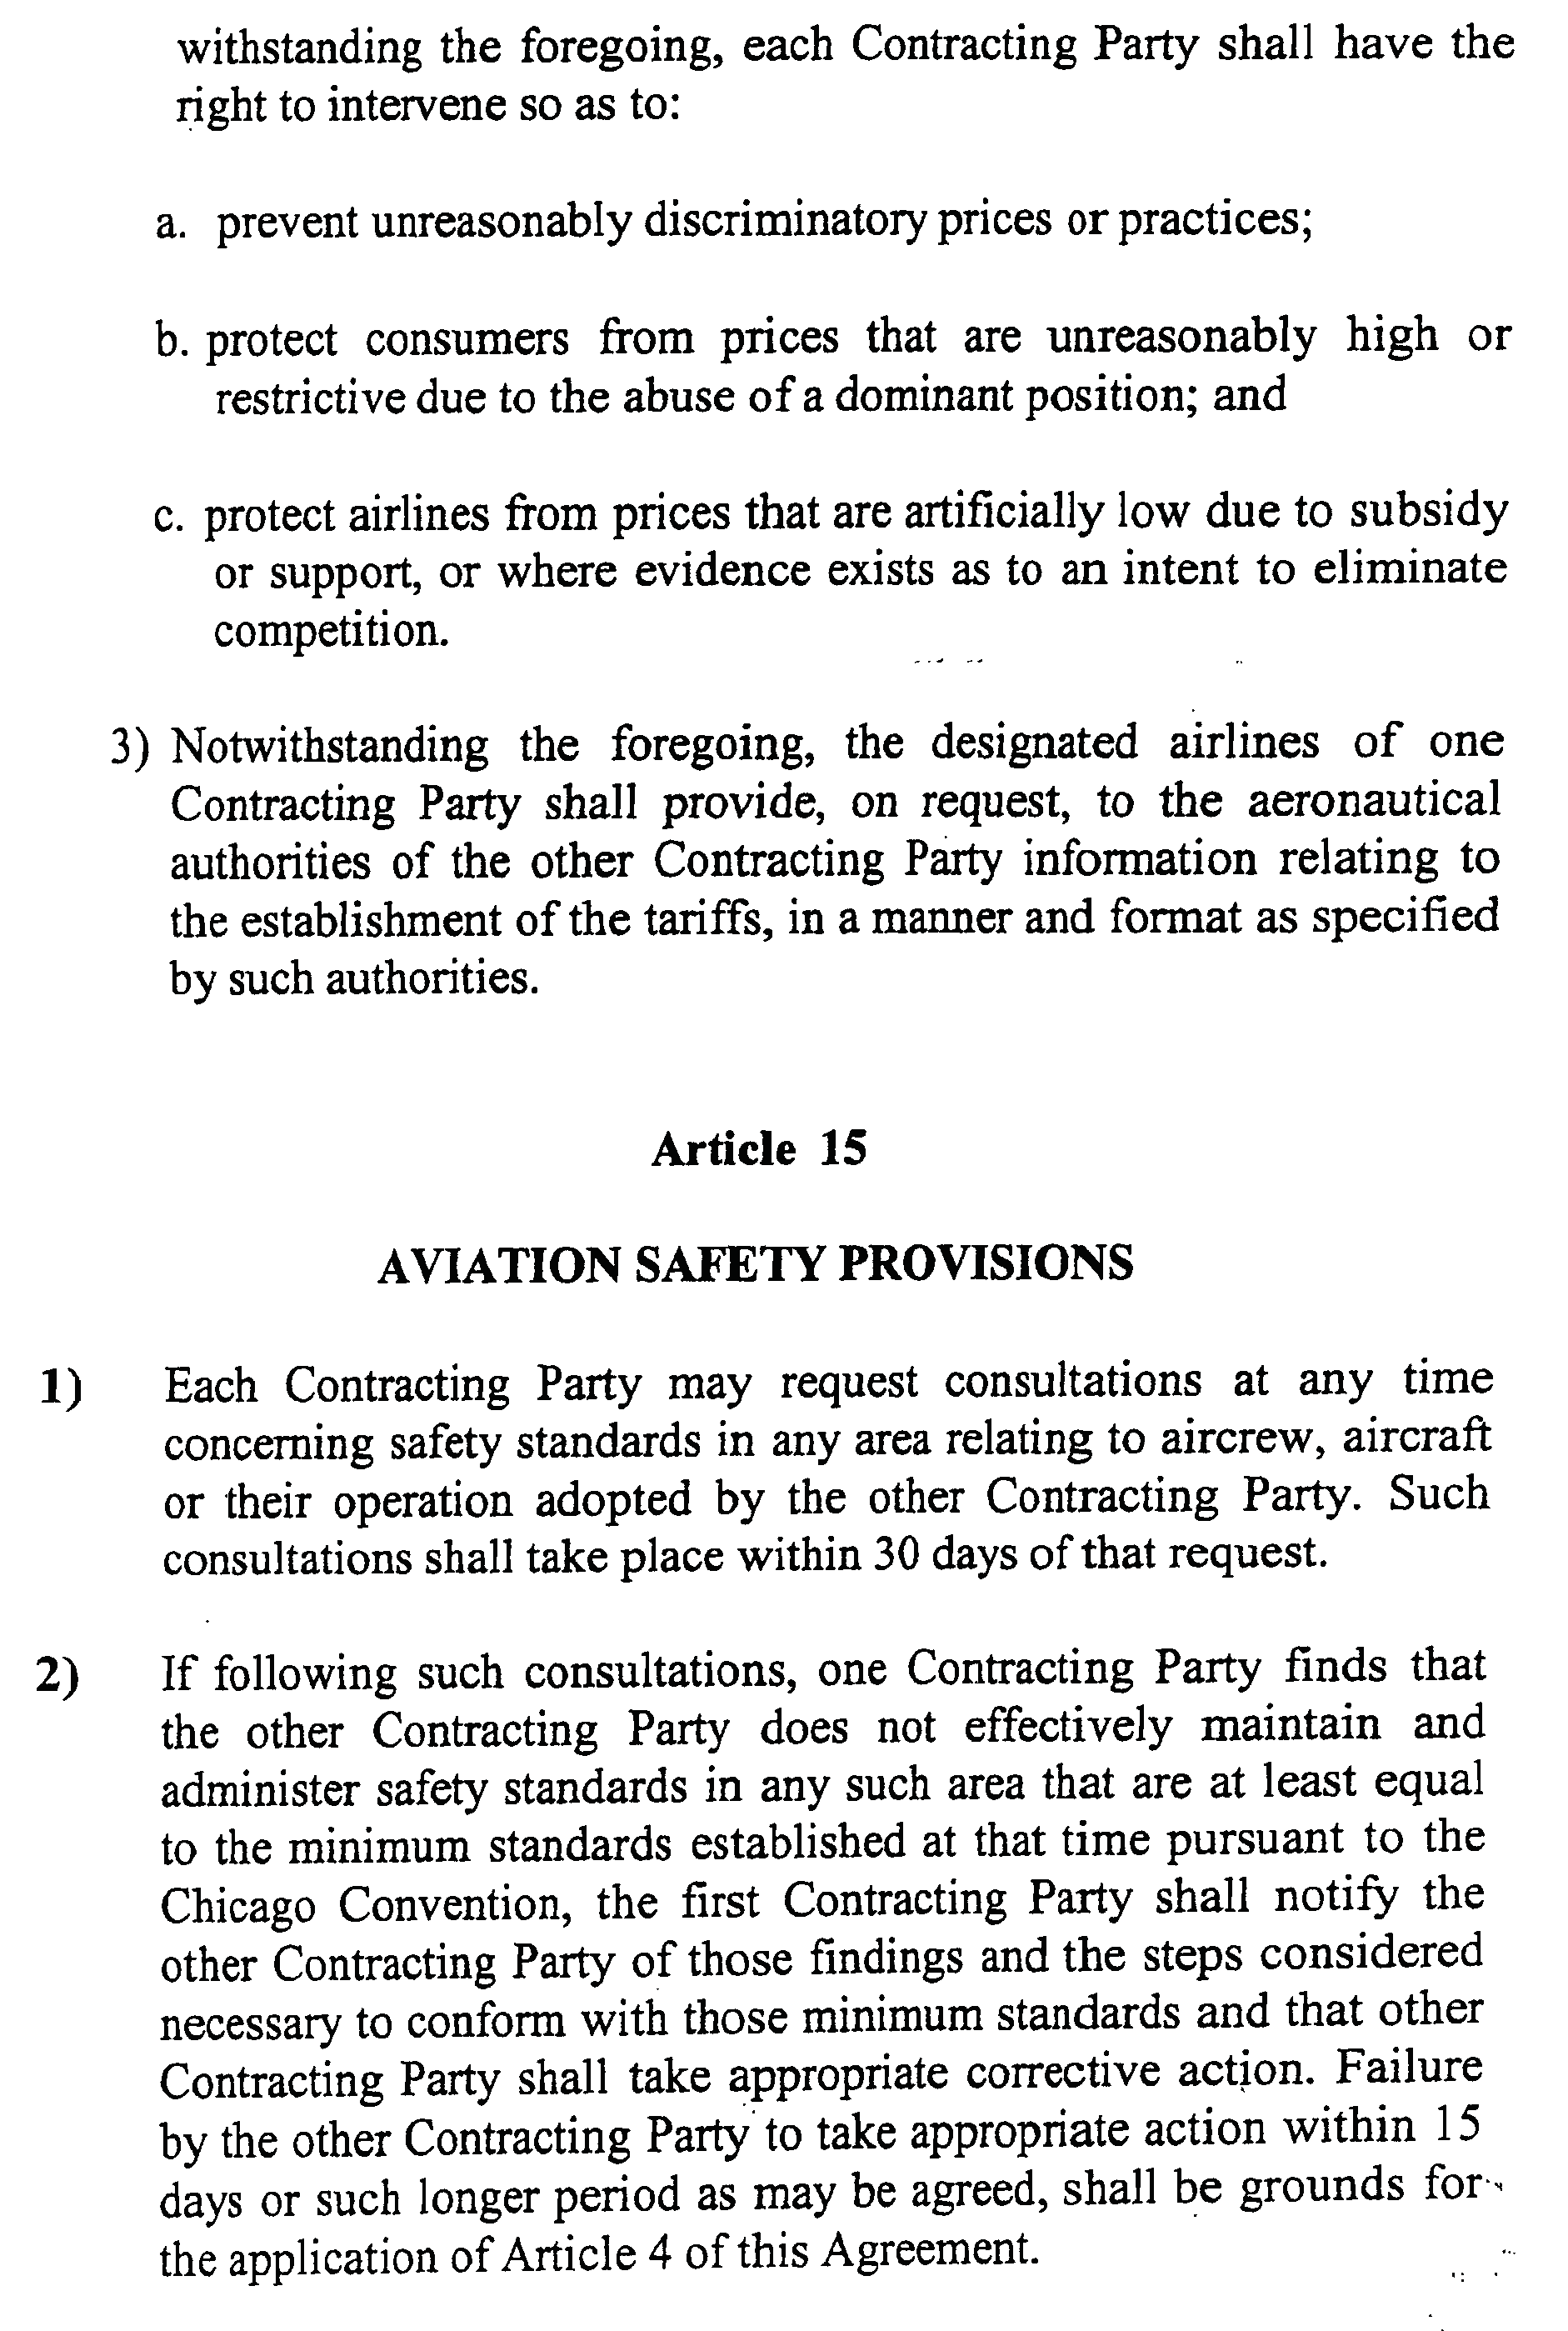 withstanding the foregoing, each Contracting Party shall have the
right to intervene so as to:
a. prevent unreasonably discriminatory prices or practices;
b. protect consumers from prices that are unreasonably high or
restrictive due to the abuse of a dominant position; and
c. protect airlines from prices that are artificially low due to subsidy
or support, or where evidence exists as to an intent to eliminate
competition.
3) Notwithstanding the foregoing, the designated airlines of one
Contracting Party shall provide, on request, to the aeronautical
authorities of the other Contracting Party information relating to
the establishment of the tariffs, in a manner and format as specified
by such authorities.
Article 15
AVIATION SAFETY PROVISIONS
1) Each Contracting Party may request consultations at any time
concerning safety standards in any area relating to aircrew, aircraft
or their operation adopted by the other Contracting Party. Such
consultations shall take place within 30 days of that request.
2) If following such consultations, one Contracting Party finds that
the other Contracting Party does not effectively maintain and
administer safety standards in any such area that are at least equal
to the minimum standards established at that time pursuant to the
Chicago Convention, the first Contracting Party shall notify the
other Contracting Party of those findings and the steps considered
necessary to conform with those minimum standards and that other
Contracting Party shall take appropriate corrective action. Failure
by the other Contracting Party to take appropriate action within 15
days or such longer period as may be agreed, shall be grounds for
the application of Article 4 of this Agreement.